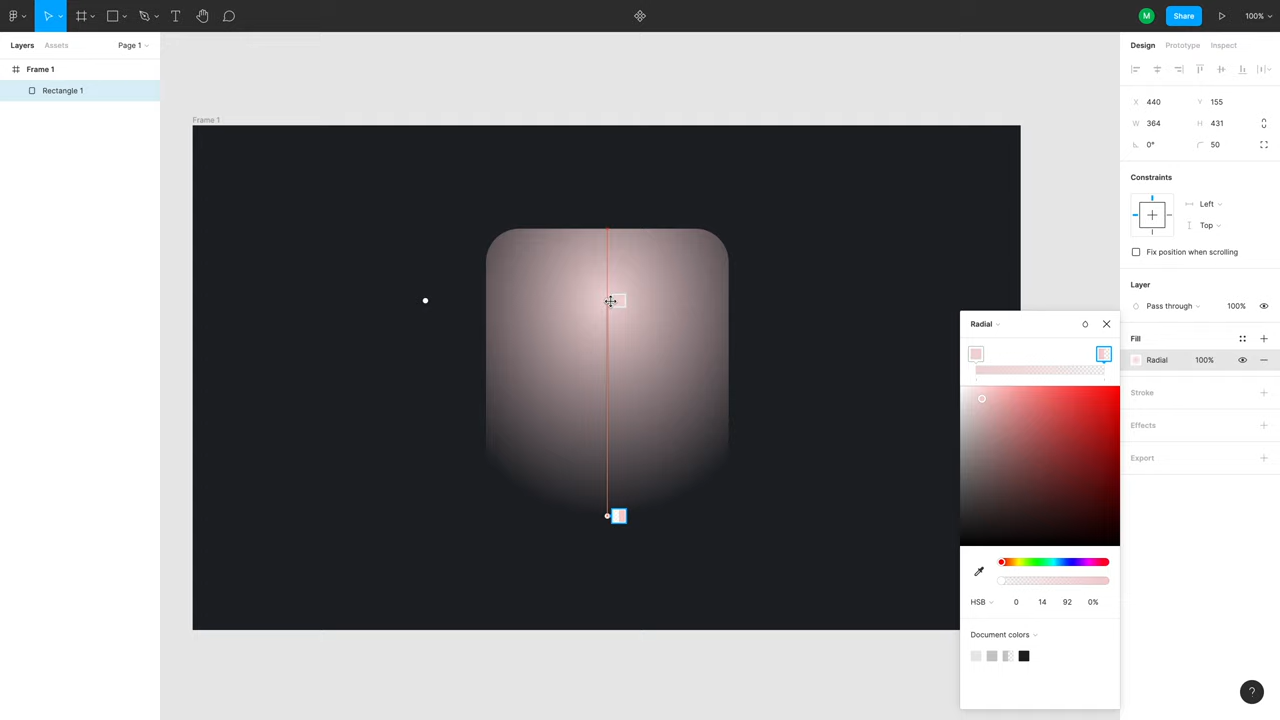 M
Share
100%
Layers
Assets
Page 1
Design
Prototype
Inspect
Frame 1
Rectangle 1
Frame 1
X 440
Y 155
W 364
H 431
0°
50
Constraints
Left
Top
Fix position when scrolling
Layer
Pass through
100%
Fill
Radial
100%
Stroke
Effects
Export
Radial
HSB
0
14
92
0%
Document colors
?